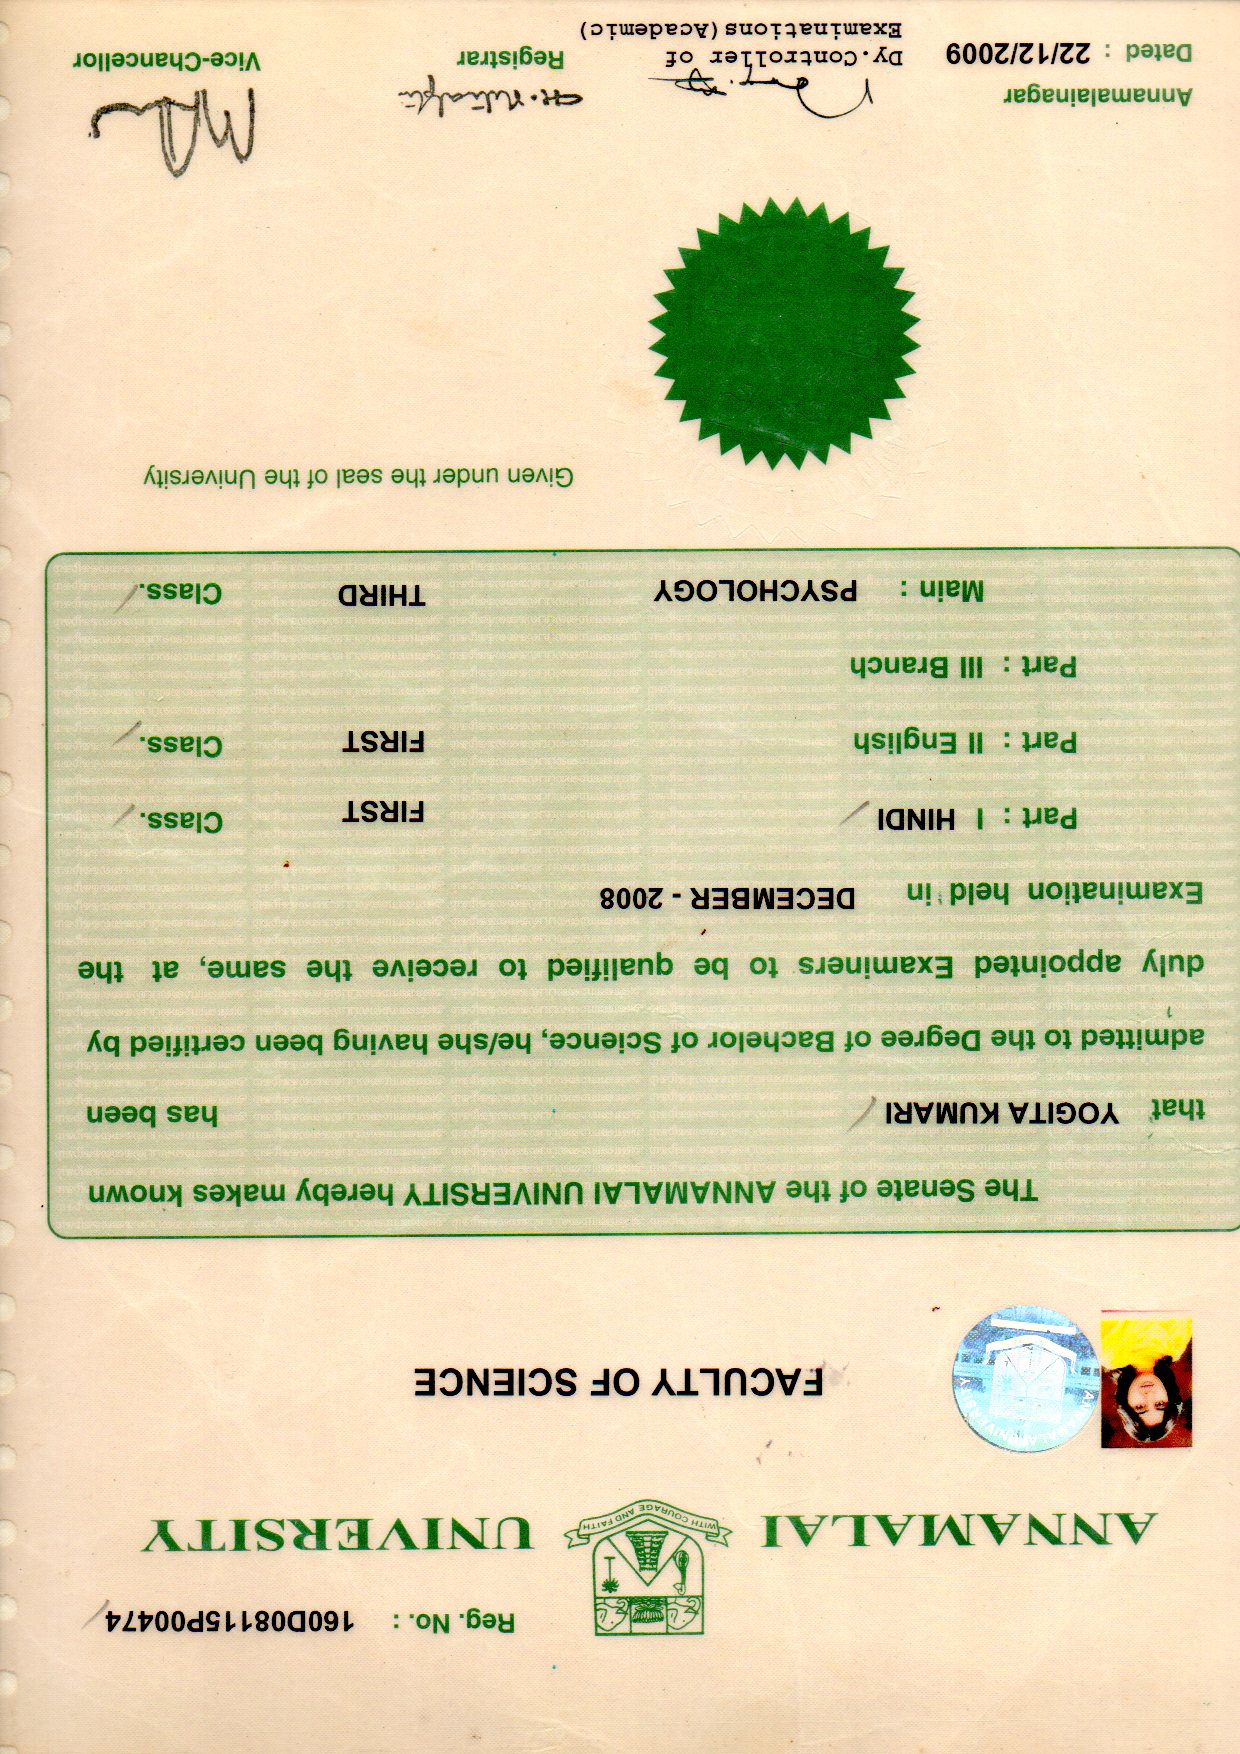 Reg. No. : 160D08115P00474
ANNAMALAI UNIVERSITY
WITH COURAGE AND FAITH
ANNAMALAI UNIVERSITY
FACULTY OF SCIENCE
The Senate of the ANNAMALAI UNIVERSITY hereby makes known
that YOGITA KUMARI has been
admitted to the Degree of Bachelor of Science, he/she having been certified by
duly appointed Examiners to be qualified to receive the same, at the
Examination held in DECEMBER - 2008
Part : I HINDI FIRST Class.
Part : II English FIRST Class.
Part : III Branch
Main : PSYCHOLOGY THIRD Class.
Given under the seal of the University
Annamalainagar
Dated : 22/12/2009
Dy.Controller of
Examinations(Academic)
Registrar
Vice-Chancellor